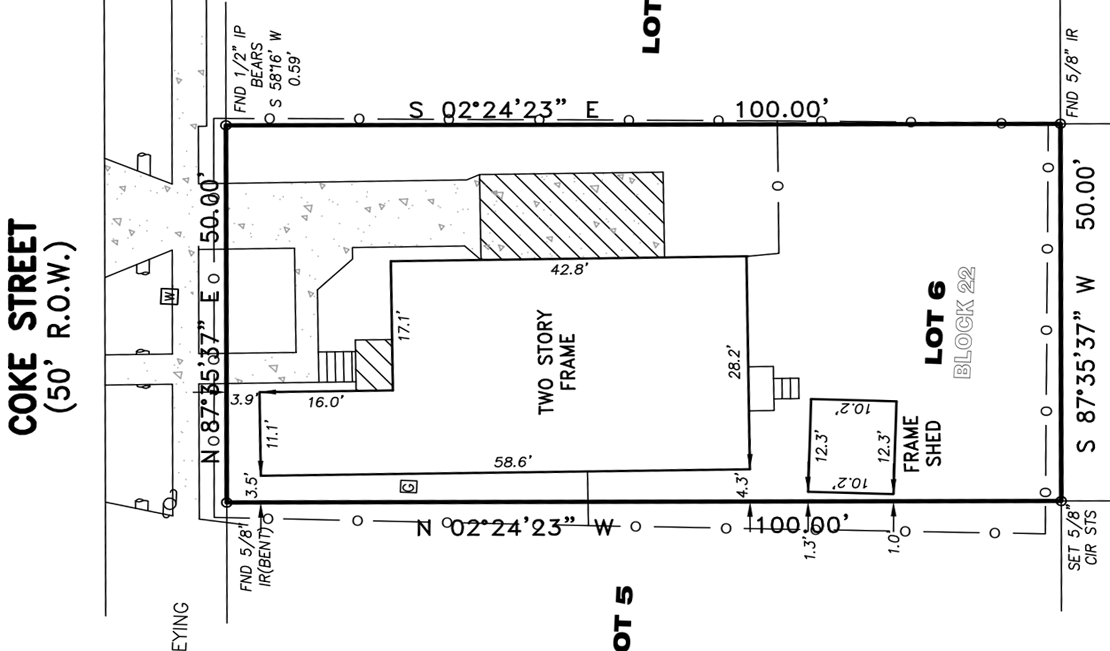 LOT
FND 1/2" IP
BEARS
S 58°16' W
0.59'
FND 5/8" IR
S 02°24'23" E 100.00'
COKE STREET
(50' R.O.W.)
N 87°35'37" E 50.00'
W
42.8'
17.1'
TWO STORY
FRAME
28.2'
LOT 6
BLOCK 22
S 87°35'37" W 50.00'
3.9'
16.0'
11.1'
58.6'
3.5'
G
4.3'
10.2'
12.3'
12.3'
10.2'
FRAME
SHED
N 02°24'23" W 100.00'
1.3'
1.0'
FND 5/8"
IR(BENT)
SET 5/8"
CIR STS
EYING
OT 5